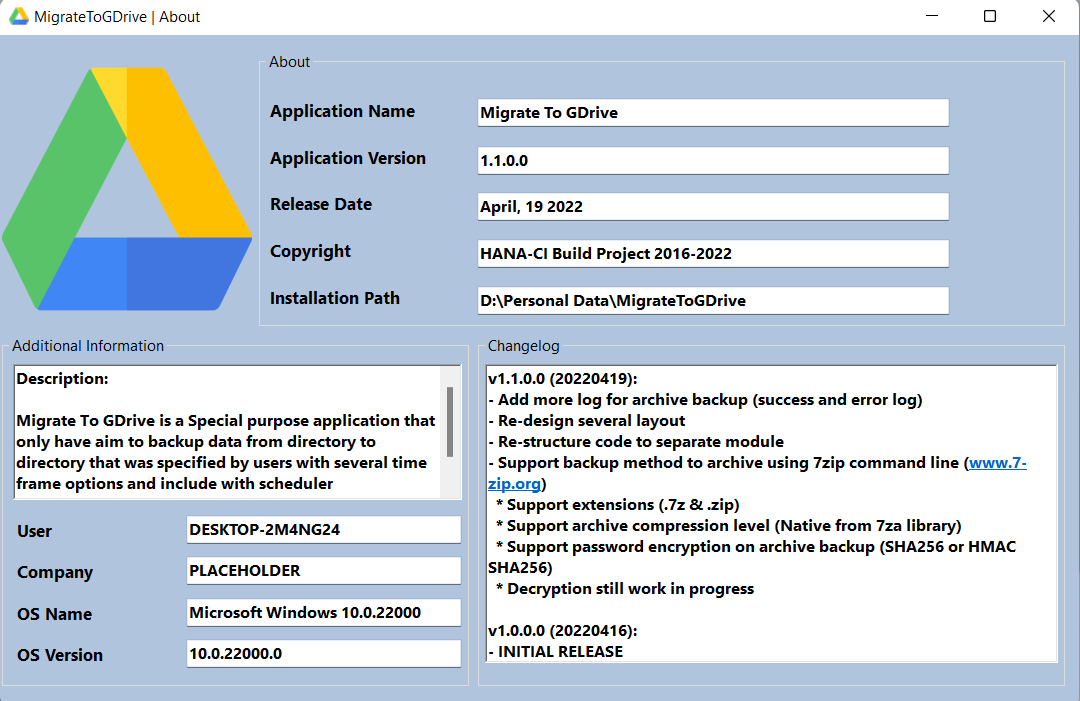 MigrateToGDrive | About
About
Application Name
Migrate To GDrive
Application Version
1.1.0.0
Release Date
April, 19 2022
Copyright
HANA-CI Build Project 2016-2022
Installation Path
D:\Personal Data\MigrateToGDrive
Additional Information
Description:
Migrate To GDrive is a Special purpose application that
only have aim to backup data from directory to
directory that was specified by users with several time
frame options and include with scheduler
User
DESKTOP-2M4NG24
Company
PLACEHOLDER
OS Name
Microsoft Windows 10.0.22000
OS Version
10.0.22000.0
Changelog
v1.1.0.0 (20220419):
- Add more log for archive backup (success and error log)
- Re-design several layout
- Re-structure code to separate module
- Support backup method to archive using 7zip command line (www.7-
zip.org)
* Support extensions (.7z & .zip)
* Support archive compression level (Native from 7za library)
* Support password encryption on archive backup (SHA256 or HMAC
SHA256)
* Decryption still work in progress
v1.0.0.0 (20220416):
- INITIAL RELEASE